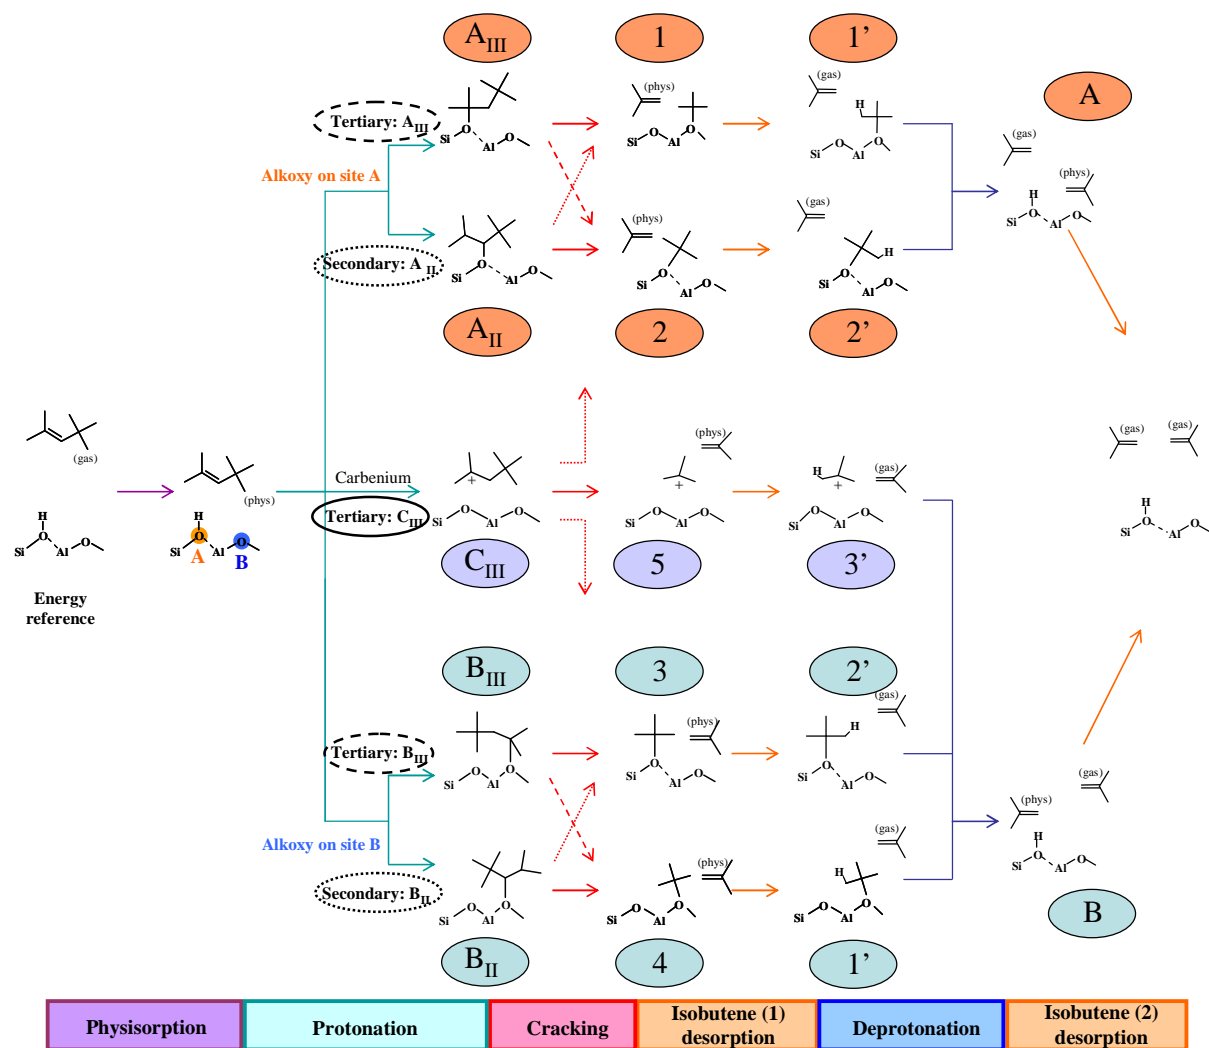 A_III
1
1’
A
(phys)
(gas)
Tertiary: A_III
O
Si
Al
O
Si
O
Al
O
H
Si
O
Al
O
(gas)
(phys)
H
Si
O
Al
O
Alkoxy on site A
(phys)
(gas)
Secondary: A_II
Si
O
Al
O
Si
O
Al
O
H
Si
O
Al
O
A_II
2
2’
(gas)
H
Si
O
Al
O
Energy
reference
(phys)
H
Si
O
Al
O
A
B
Carbenium
Tertiary: C_III
+
Si
O
Al
O
(phys)
+
Si
O
Al
O
H
+
(gas)
Si
O
Al
O
(gas)
(gas)
H
Si
O
Al
O
C_III
5
3’
B_III
3
2’
(gas)
Tertiary: B_III
Si
O
Al
O
(phys)
Si
O
Al
O
H
Si
O
Al
O
Alkoxy on site B
(gas)
(phys)
(gas)
H
Si
O
Al
O
Secondary: B_II
Si
O
Al
O
(phys)
Si
O
Al
O
H
Si
O
Al
O
B_II
4
1’
B
Physisorption
Protonation
Cracking
Isobutene (1)
desorption
Deprotonation
Isobutene (2)
desorption